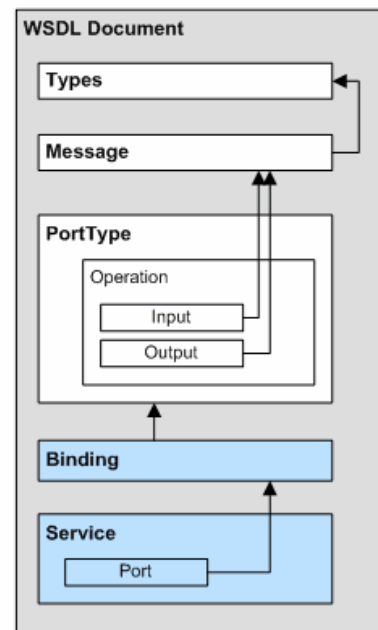 WSDL Document
Types
Message
PortType
Operation
Input
Output
Binding
Service
Port